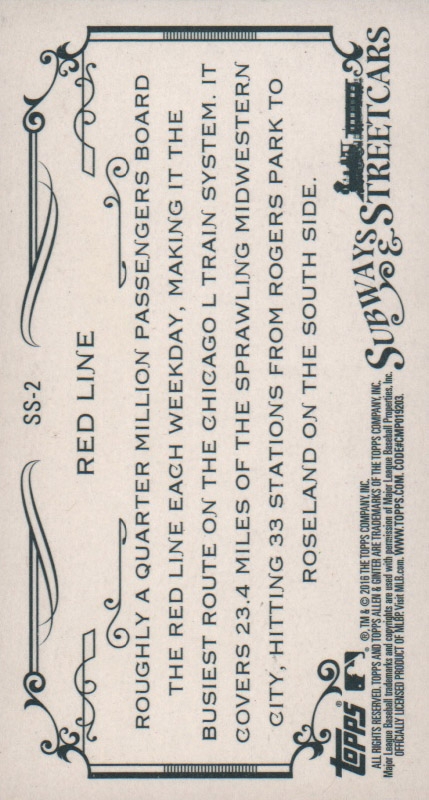 SS-2
RED LINE
ROUGHLY A QUARTER MILLION PASSENGERS BOARD
THE RED LINE EACH WEEKDAY, MAKING IT THE
BUSIEST ROUTE ON THE CHICAGO L TRAIN SYSTEM. IT
COVERS 23.4 MILES OF THE SPRAWLING MIDWESTERN
CITY, HITTING 33 STATIONS FROM ROGERS PARK TO
ROSELAND ON THE SOUTH SIDE.
topps®
®, TM & © 2016 THE TOPPS COMPANY, INC.
ALL RIGHTS RESERVED. TOPPS AND TOPPS ALLEN & GINTER ARE TRADEMARKS OF THE TOPPS COMPANY, INC.
Major League Baseball trademarks and copyrights are used with permission of Major League Baseball Properties, Inc.
OFFICIALLY LICENSED PRODUCT OF MLBP. Visit MLB.com. WWW.TOPPS.COM. CODE#CMP019203.
SUBWAYS
& STREETCARS